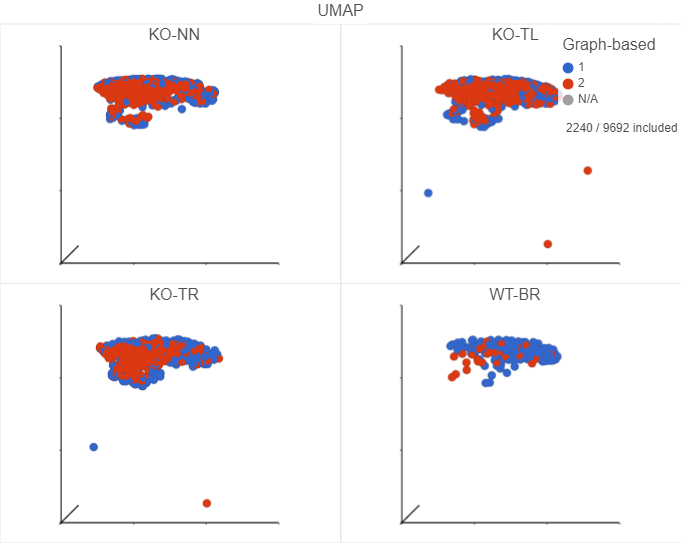 UMAP
KO-NN
KO-TL
Graph-based
1
2
N/A
2240 / 9692 included
KO-TR
WT-BR